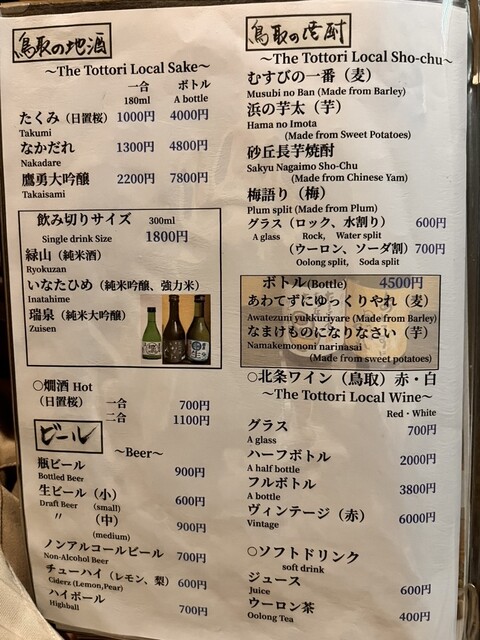 鳥取の地酒
～The Tottori Local Sake～
一合 ボトル
180ml A bottle
たくみ（日置桜） 1000円 4000円
Takumi
なかだれ 1300円 4800円
Nakadare
鷹勇大吟醸 2200円 7800円
Takaisami
飲み切りサイズ 300ml
Single drink Size 1800円
緑山（純米酒）
Ryokuzan
いなたひめ（純米吟醸、強力米）
Inatahime
瑞泉（純米大吟醸）
Zuisen
○燗酒 Hot
（日置桜） 一合 700円
二合 1100円
ビール
～Beer～
瓶ビール 900円
Bottled Beer
生ビール（小） 600円
Draft Beer (small)
〃 （中） 900円
(medium)
ノンアルコールビール 700円
Non-Alcohol Beer
チューハイ（レモン、梨） 600円
Ciderz (Lemon,Pear)
ハイボール 700円
Highball
鳥取の焼酎
～The Tottori Local Sho-chu～
むすびの一番（麦）
Musubi no Ban (Made from Barley)
浜の芋太（芋）
Hama no Imota
(Made from Sweet Potatoes)
砂丘長芋焼酎
Sakyu Nagaimo Sho-Chu
(Made from Chinese Yam)
梅語り（梅）
Plum split (Made from Plum)
グラス（ロック、水割り） 600円
A glass Rock, Water split
（ウーロン、ソーダ割） 700円
Oolong split, Soda split
ボトル(Bottle) 4500円
あわてずにゆっくりやれ（麦）
Awatezuni yukkuriyare (Made from Barley)
なまけものになりなさい（芋）
Namakemononi narinasai
(Made from sweet potatoes)
○北条ワイン（鳥取）赤・白
～The Tottori Local Wine～
Red・White
グラス 700円
A glass
ハーフボトル 2000円
A half bottle
フルボトル 3800円
A bottle
ヴィンテージ（赤） 6000円
Vintage
○ソフトドリンク
soft drink
ジュース 600円
Juice
ウーロン茶 400円
Oolong Tea